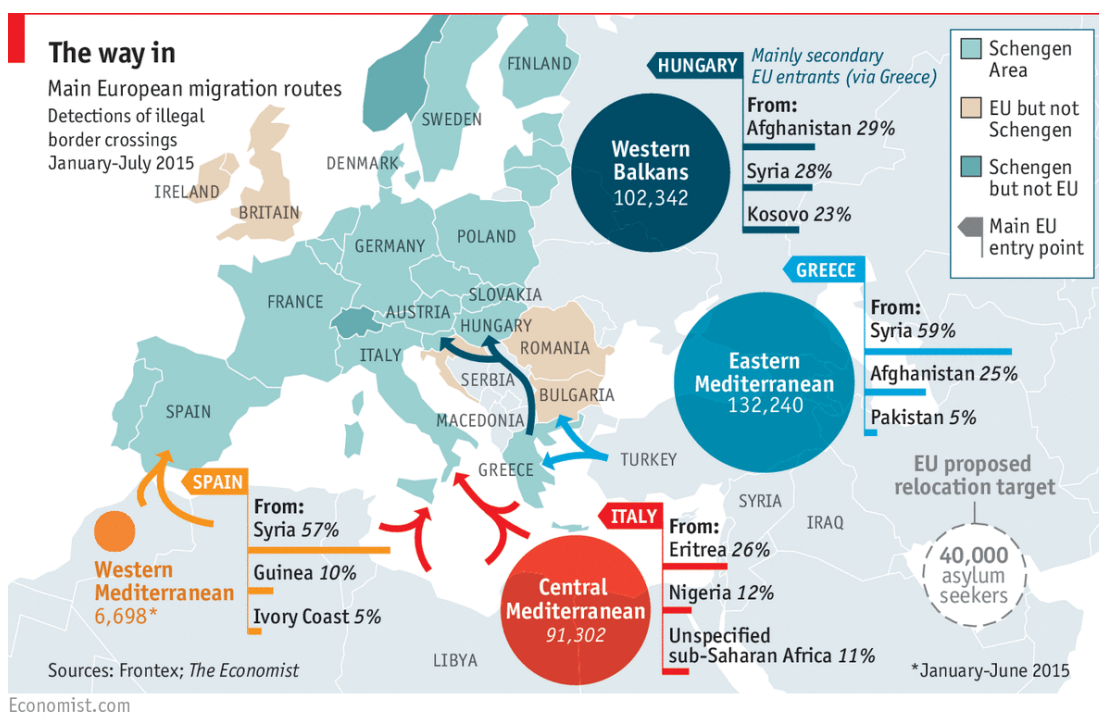 The way in
Main European migration routes
Detections of illegal
border crossings
January-July 2015
Schengen
Area
EU but not
Schengen
Schengen
but not EU
Main EU
entry point
HUNGARY
Mainly secondary
EU entrants (via Greece)
From:
Afghanistan 29%
Syria 28%
Kosovo 23%
Western
Balkans
102,342
GREECE
From:
Syria 59%
Afghanistan 25%
Pakistan 5%
Eastern
Mediterranean
132,240
FINLAND
SWEDEN
DENMARK
IRELAND
BRITAIN
GERMANY
POLAND
FRANCE
SLOVAKIA
AUSTRIA
HUNGARY
ROMANIA
ITALY
SERBIA
BULGARIA
SPAIN
MACEDONIA
GREECE
TURKEY
SYRIA
IRAQ
LIBYA
SPAIN
From:
Syria 57%
Guinea 10%
Ivory Coast 5%
Western
Mediterranean
6,698*
ITALY
From:
Eritrea 26%
Nigeria 12%
Unspecified
sub-Saharan Africa 11%
Central
Mediterranean
91,302
EU proposed
relocation target
40,000
asylum
seekers
Sources: Frontex; The Economist
*January-June 2015
Economist.com